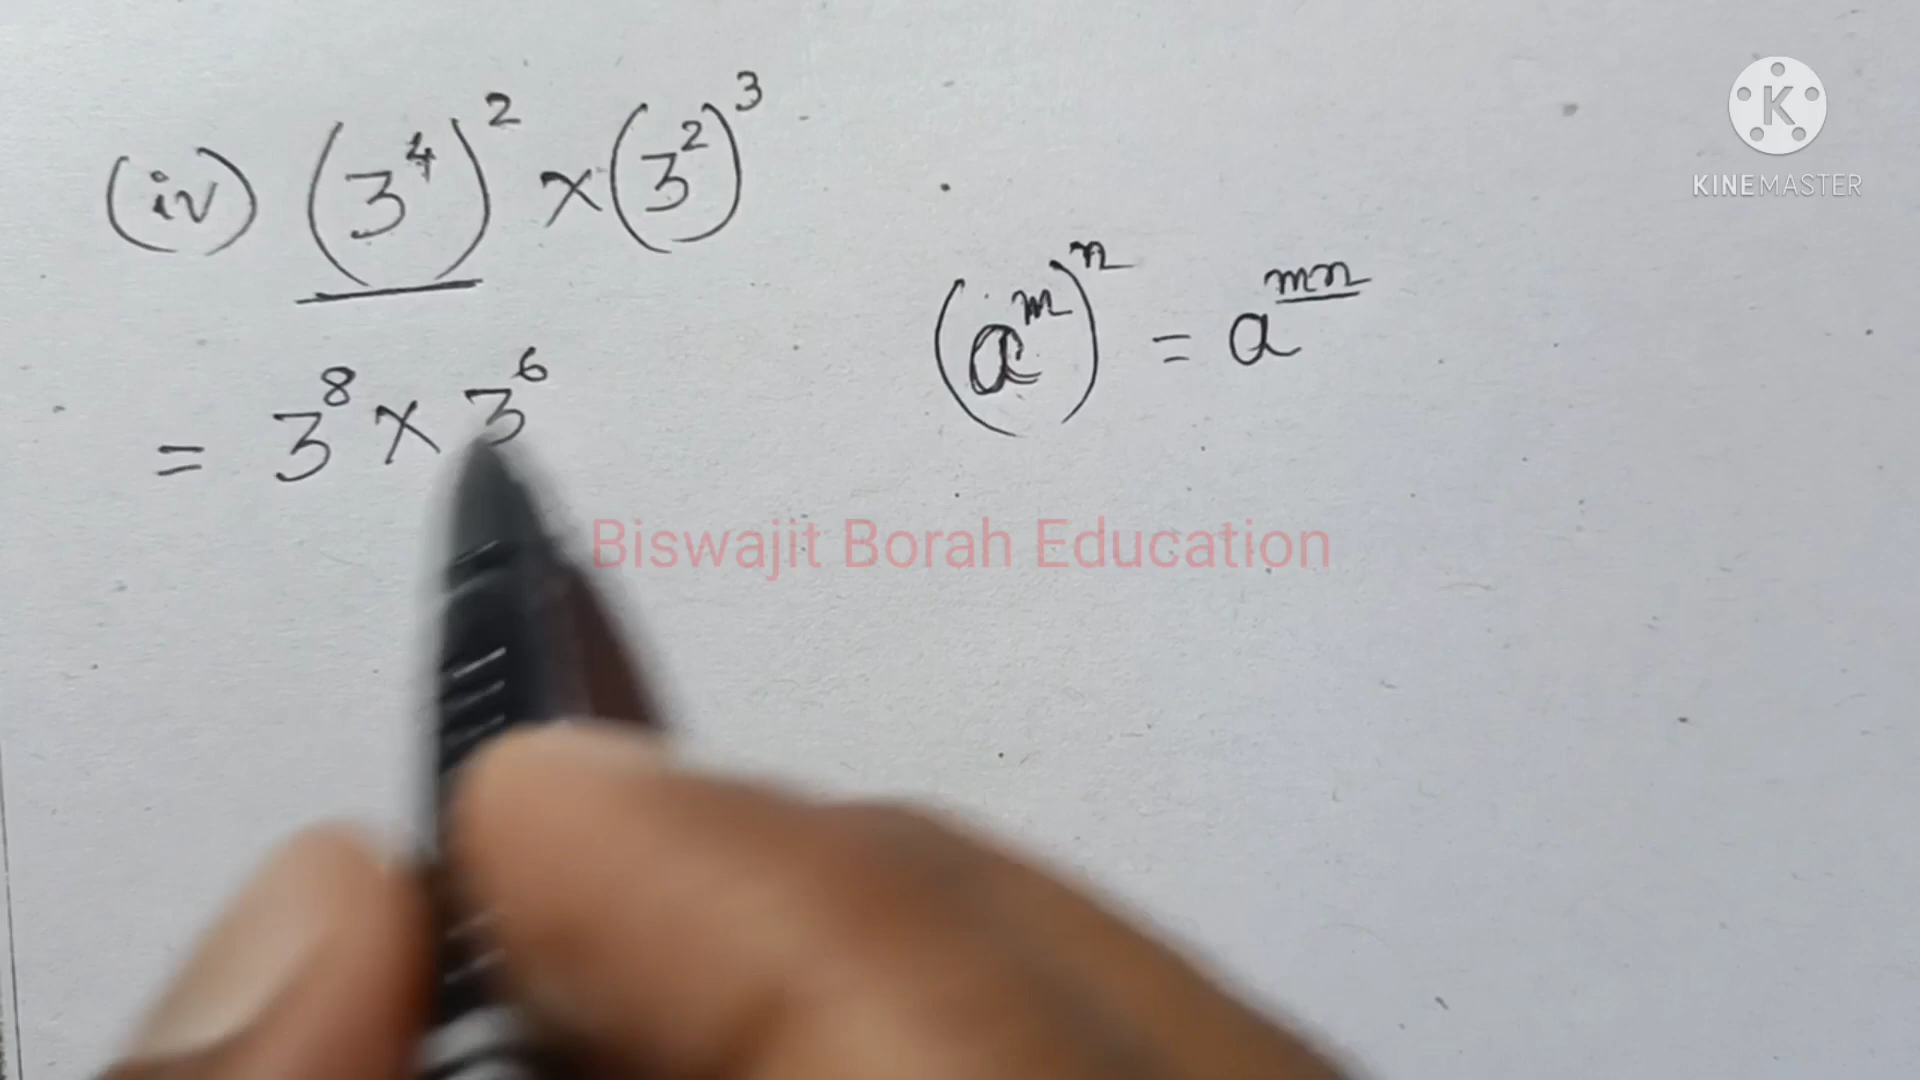 (iv) (3⁴)² × (3²)³
(aᵐ)ⁿ = aᵐⁿ
= 3⁸ × 3⁶
K
KINEMASTER
Biswajit Borah Education